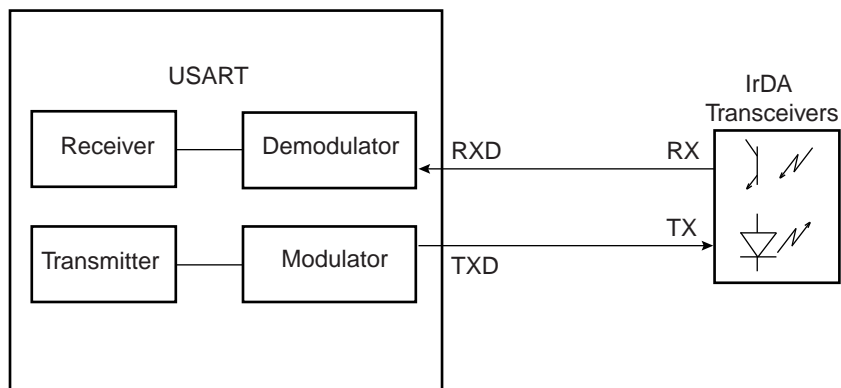 USART
IrDA
Transceivers
Receiver
Demodulator
RXD
RX
Transmitter
Modulator
TXD
TX